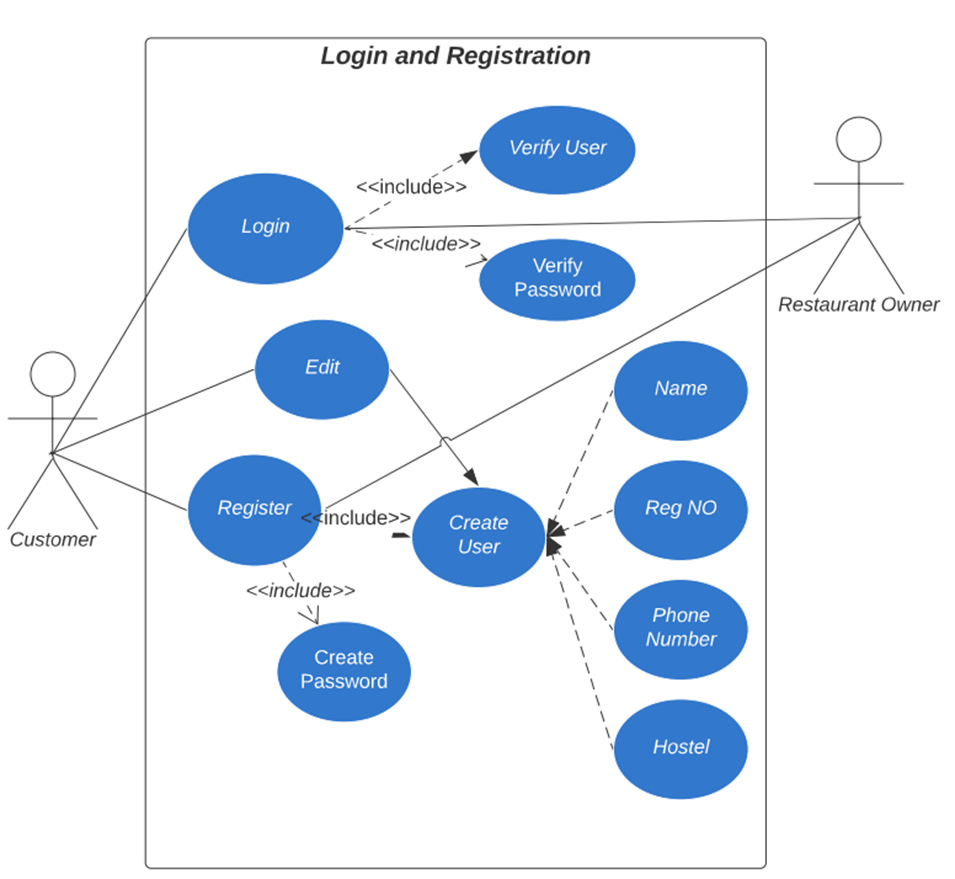 Login and Registration
Verify User
<<include>>
Login
<<include>>
Verify
Password
Restaurant Owner
Edit
Name
Register
<<include>>
Create
User
Reg NO
Customer
<<include>>
Phone
Number
Create
Password
Hostel